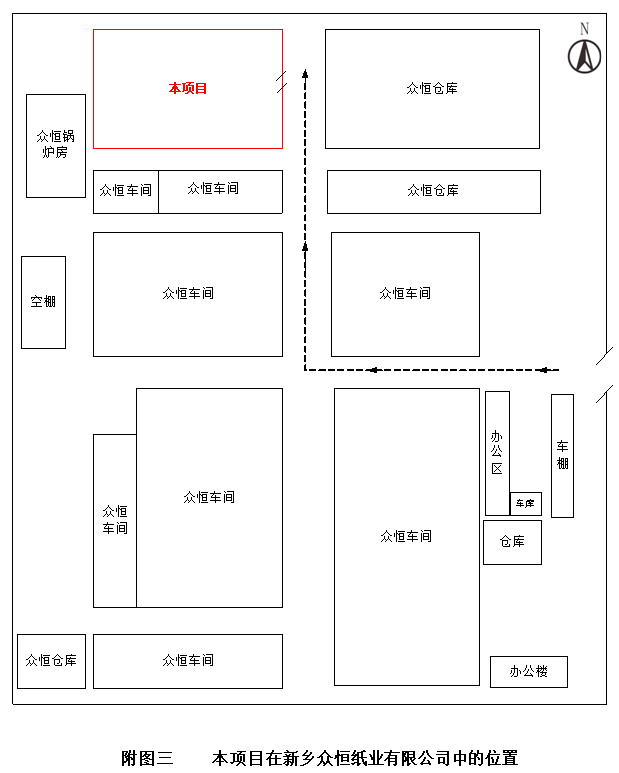 N
本项目
众恒仓库
众恒锅
炉房
众恒车间
众恒车间
众恒仓库
空棚
众恒车间
众恒车间
办
公
区
车
棚
众恒
车间
众恒车间
众恒车间
车库
仓库
众恒仓库
众恒车间
办公楼
附图三 本项目在新乡众恒纸业有限公司中的位置